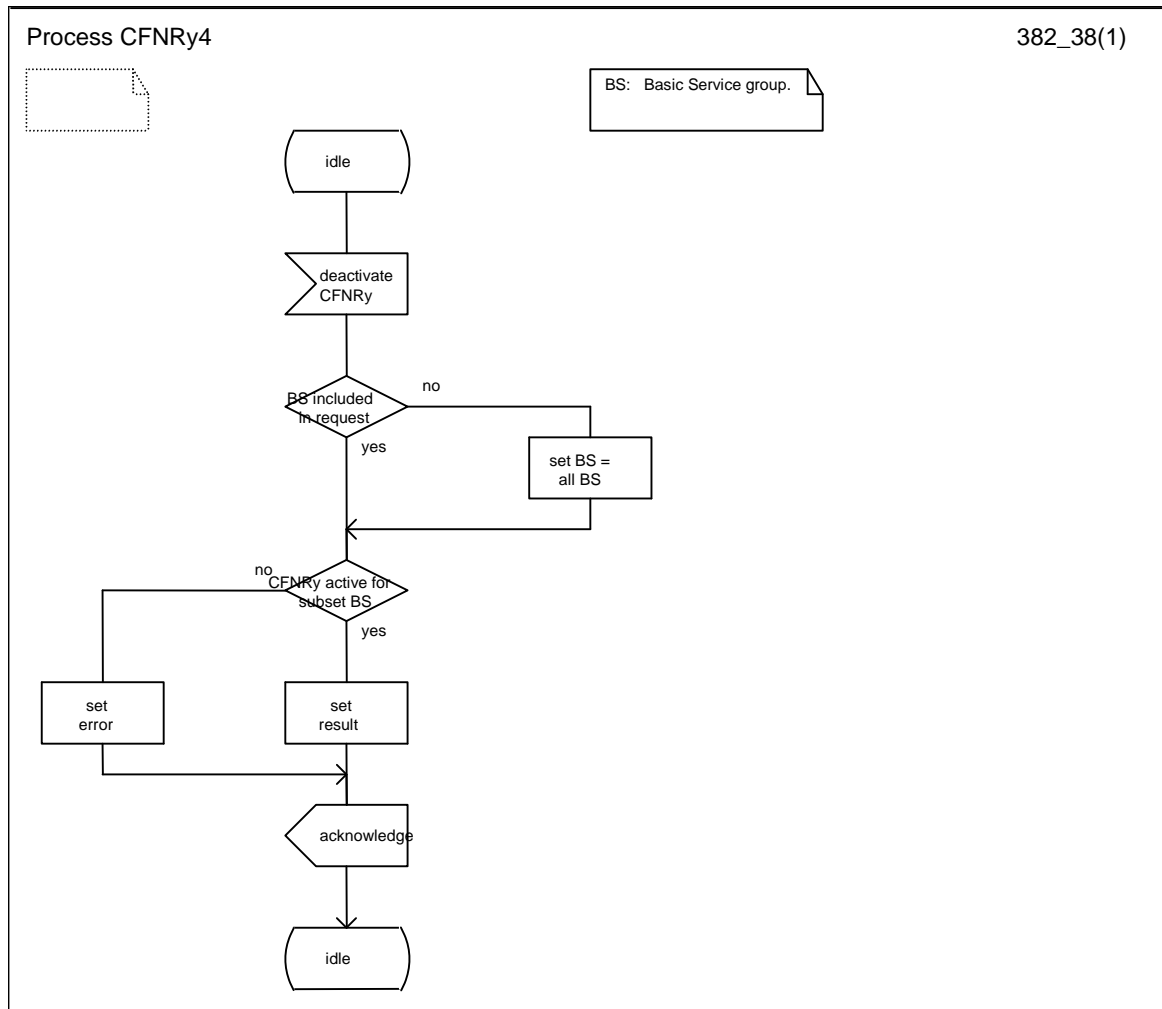 Process CFNRy4
382_38(1)
BS: Basic Service group.
idle
deactivate
CFNRy
BS included
in request
no
yes
set BS =
all BS
no
CFNRy active for
subset BS
yes
set
error
set
result
acknowledge
idle